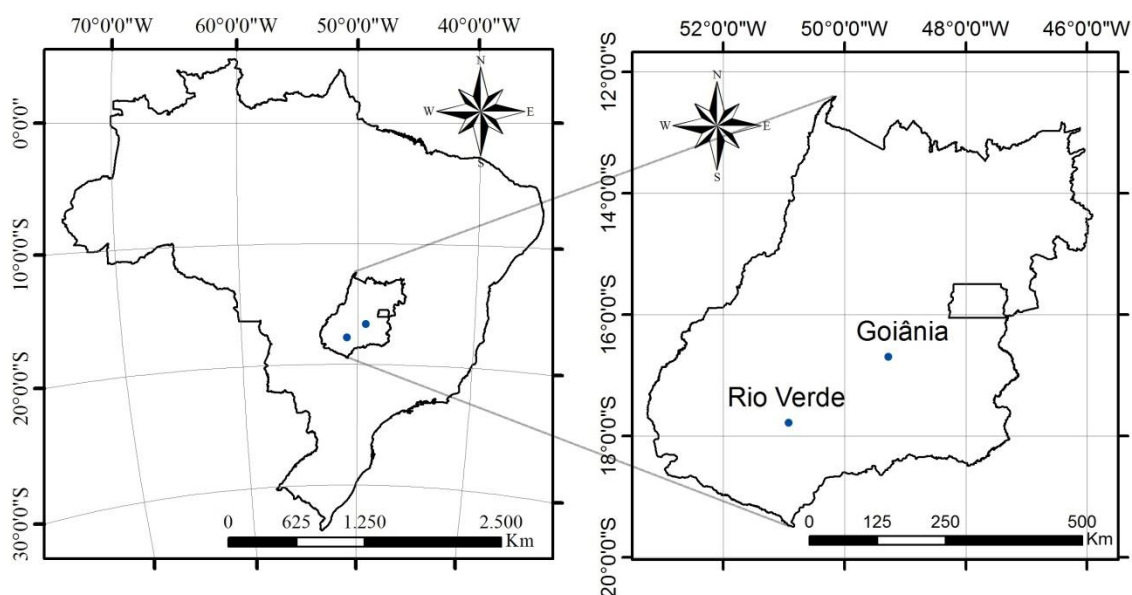 70°0'0"W 60°0'0"W 50°0'0"W 40°0'0"W
0°0'0"
10°0'0"S
20°0'0"S
30°0'0"S
N
W E
S
0 625 1.250 2.500
Km
52°0'0"W 50°0'0"W 48°0'0"W 46°0'0"W
12°0'0"S
14°0'0"S
16°0'0"S
18°0'0"S
20°0'0"S
N
W E
S
Goiânia
Rio Verde
0 125 250 500
Km